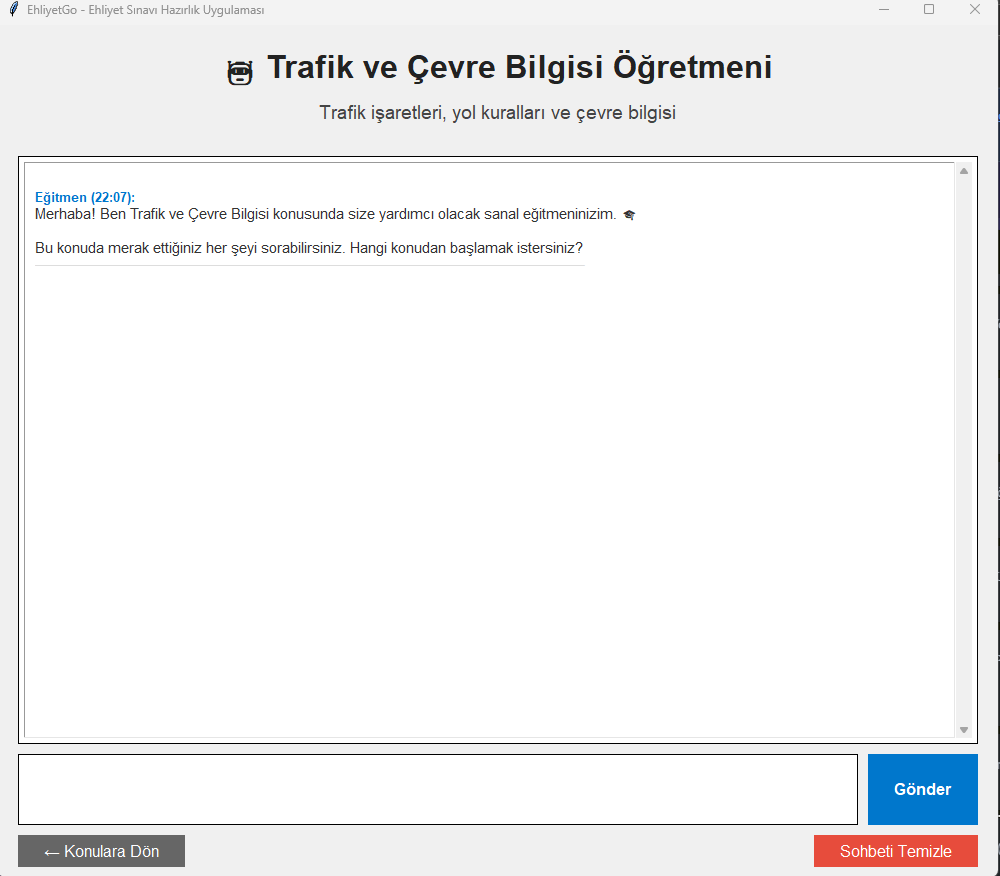 EhliyetGo - Ehliyet Sınavı Hazırlık Uygulaması
Trafik ve Çevre Bilgisi Öğretmeni
Trafik işaretleri, yol kuralları ve çevre bilgisi
Eğitmen (22:07):
Merhaba! Ben Trafik ve Çevre Bilgisi konusunda size yardımcı olacak sanal eğitmeninizim. 🎓
Bu konuda merak ettiğiniz her şeyi sorabilirsiniz. Hangi konudan başlamak istersiniz?
Gönder
← Konulara Dön
Sohbeti Temizle